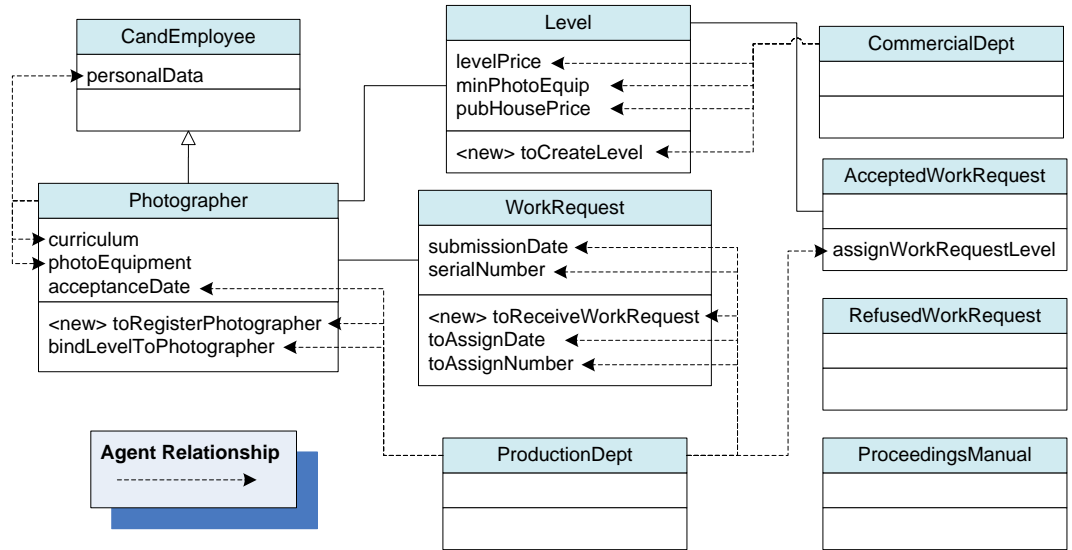 CandEmployee
personalData
Level
levelPrice
minPhotoEquip
pubHousePrice
<new> toCreateLevel
CommercialDept
Photographer
curriculum
photoEquipment
acceptanceDate
<new> toRegisterPhotographer
bindLevelToPhotographer
WorkRequest
submissionDate
serialNumber
<new> toReceiveWorkRequest
toAssignDate
toAssignNumber
AcceptedWorkRequest
assignWorkRequestLevel
RefusedWorkRequest
Agent Relationship
ProductionDept
ProceedingsManual